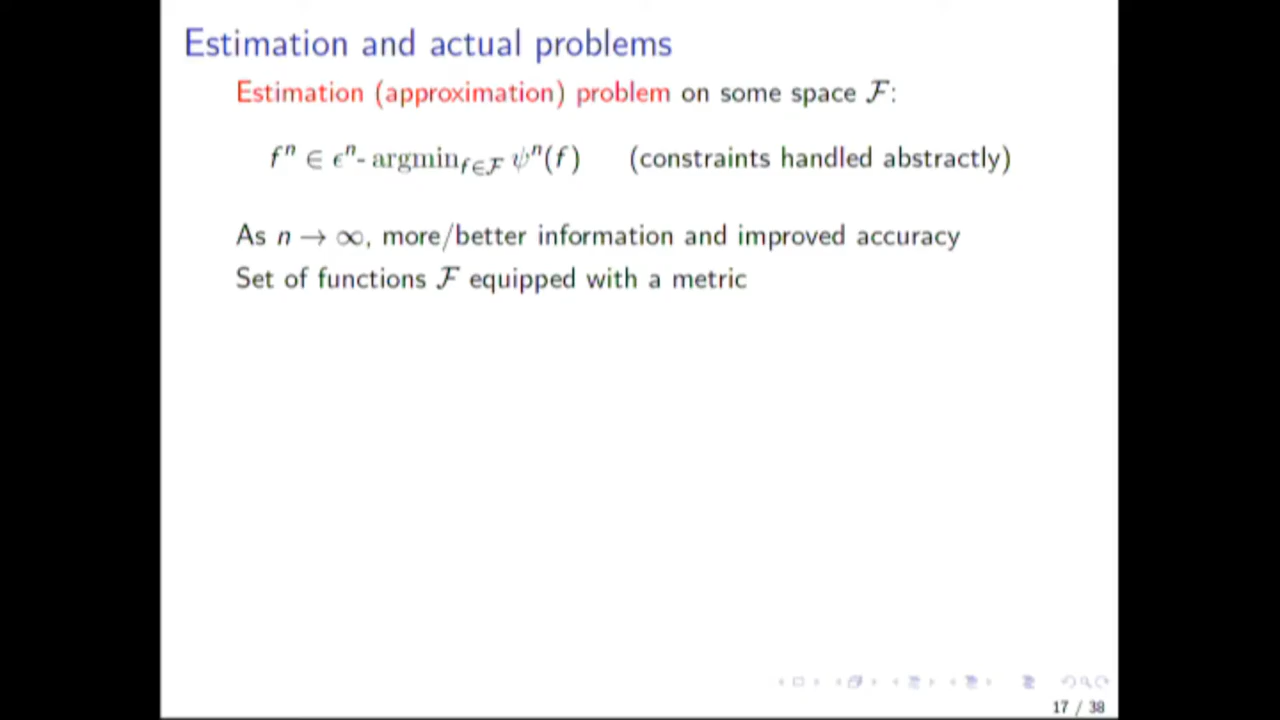 Estimation and actual problems
Estimation (approximation) problem on some space ℱ:
fⁿ ∈ ϵⁿ- argmin_{f∈ℱ} ψⁿ(f) (constraints handled abstractly)
As n → ∞, more/better information and improved accuracy
Set of functions ℱ equipped with a metric
17 / 38